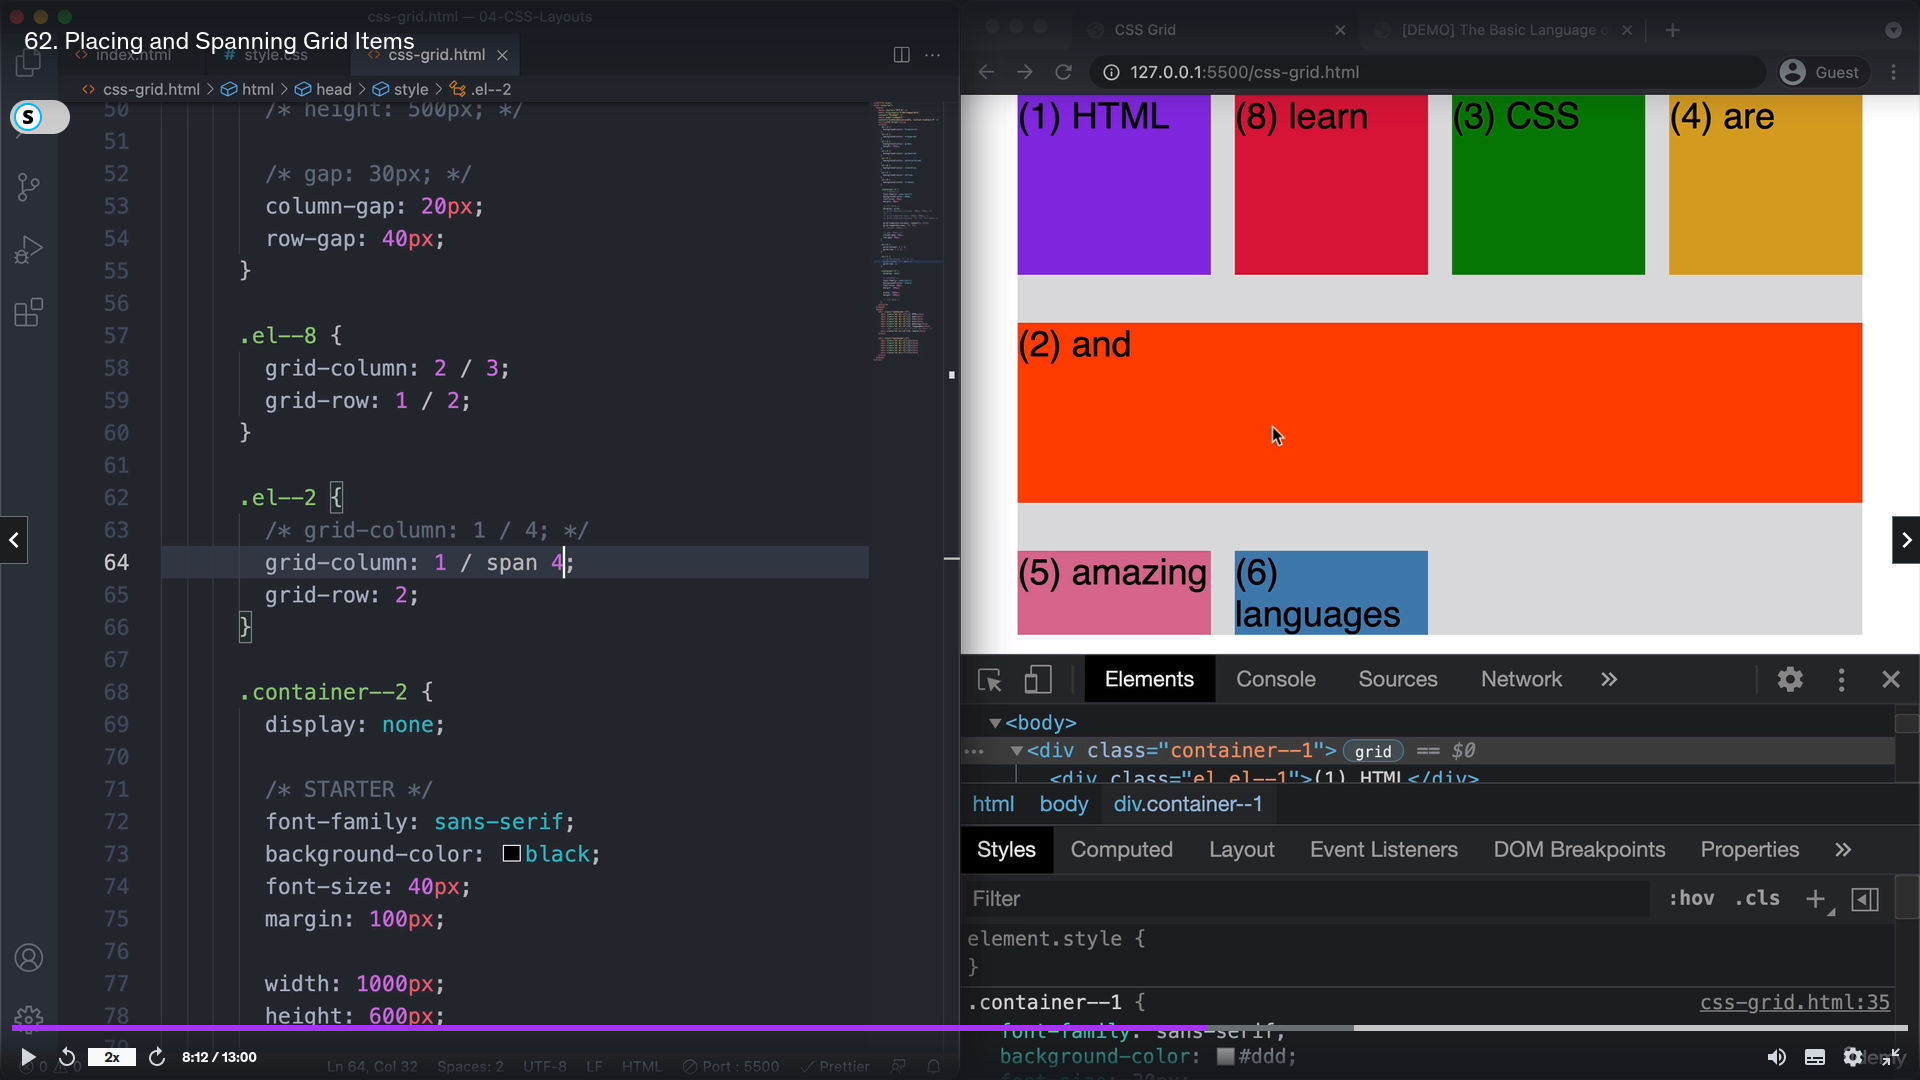 css-grid.html — 04-CSS-Layouts
62. Placing and Spanning Grid Items
index.html
# style.css
css-grid.html
css-grid.html > html > head > style > .el--2
50 /* height: 500px; */
51
52 /* gap: 30px; */
53 column-gap: 20px;
54 row-gap: 40px;
55 }
56
57 .el--8 {
58 grid-column: 2 / 3;
59 grid-row: 1 / 2;
60 }
61
62 .el--2 {
63 /* grid-column: 1 / 4; */
64 grid-column: 1 / span 4;
65 grid-row: 2;
66 }
67
68 .container--2 {
69 display: none;
70
71 /* STARTER */
72 font-family: sans-serif;
73 background-color: black;
74 font-size: 40px;
75 margin: 100px;
76
77 width: 1000px;
78 height: 600px;
S
2x
8:12 / 13:00
Ln 64, Col 32 Spaces: 2 UTF-8 LF HTML Port : 5500 Prettier
CSS Grid
[DEMO] The Basic Language o
127.0.0.1:5500/css-grid.html
Guest
(1) HTML
(8) learn
(3) CSS
(4) are
(2) and
(5) amazing
(6)
languages
Elements Console Sources Network
<body>
<div class="container--1"> grid == $0
<div class="el el--1">(1) HTML</div>
html body div.container--1
Styles Computed Layout Event Listeners DOM Breakpoints Properties
Filter :hov .cls
element.style {
}
.container--1 { css-grid.html:35
font-family: sans-serif;
background-color: #ddd;